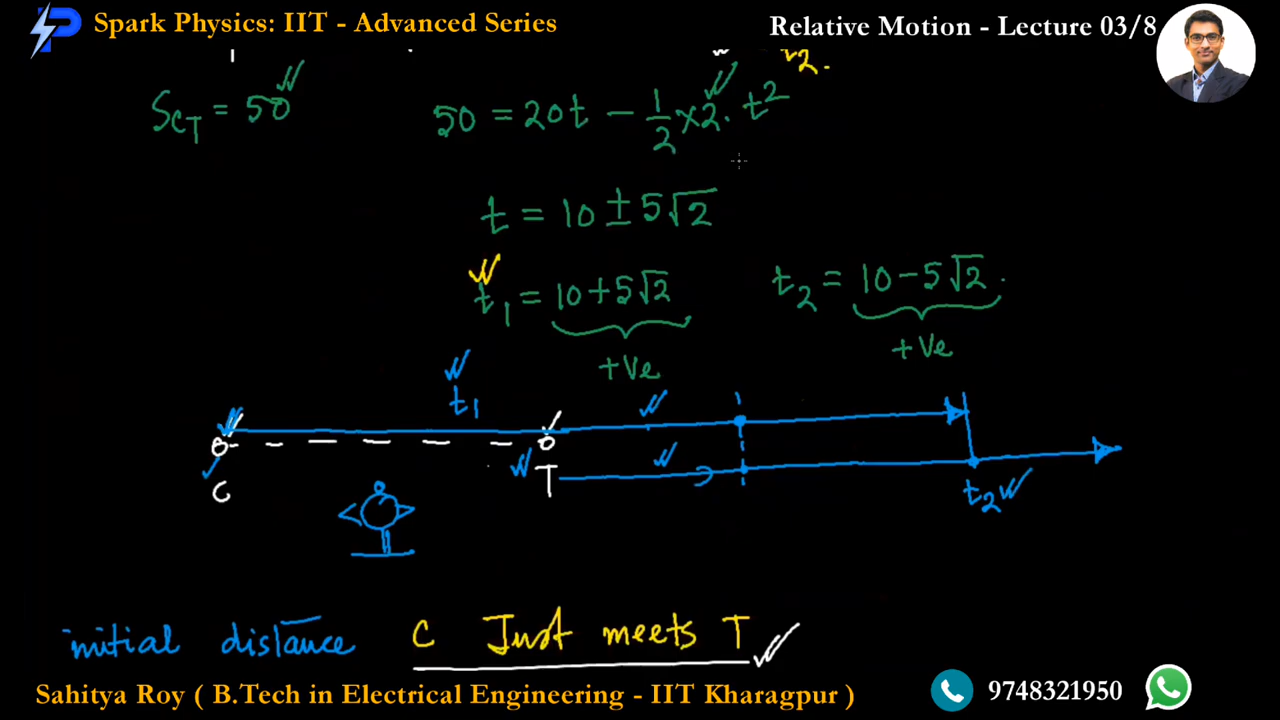 Spark Physics: IIT - Advanced Series
Relative Motion - Lecture 03/8
t2.
SCT = 50
50 = 20t - 1/2 × 2. t²
t = 10 ± 5√2
t1 = 10 + 5√2
t2 = 10 - 5√2.
+ve
+ve
t1
C
T
t2
initial distance C Just meets T
Sahitya Roy ( B.Tech in Electrical Engineering - IIT Kharagpur )
9748321950